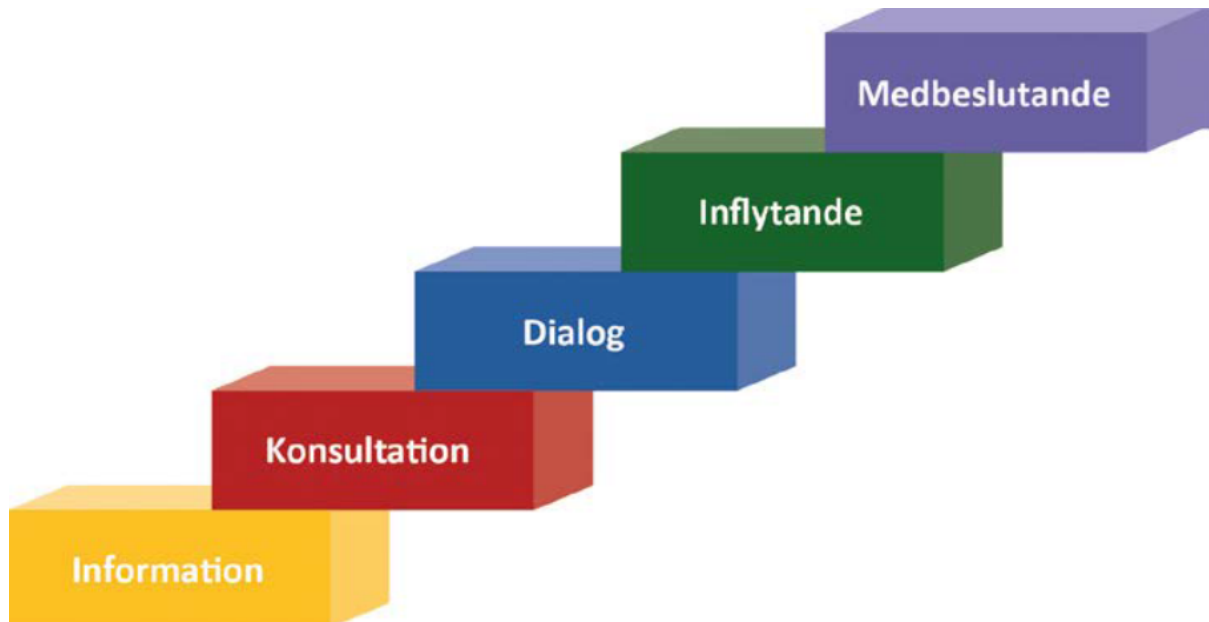 Medbeslutande
Inflytande
Dialog
Konsultation
Information